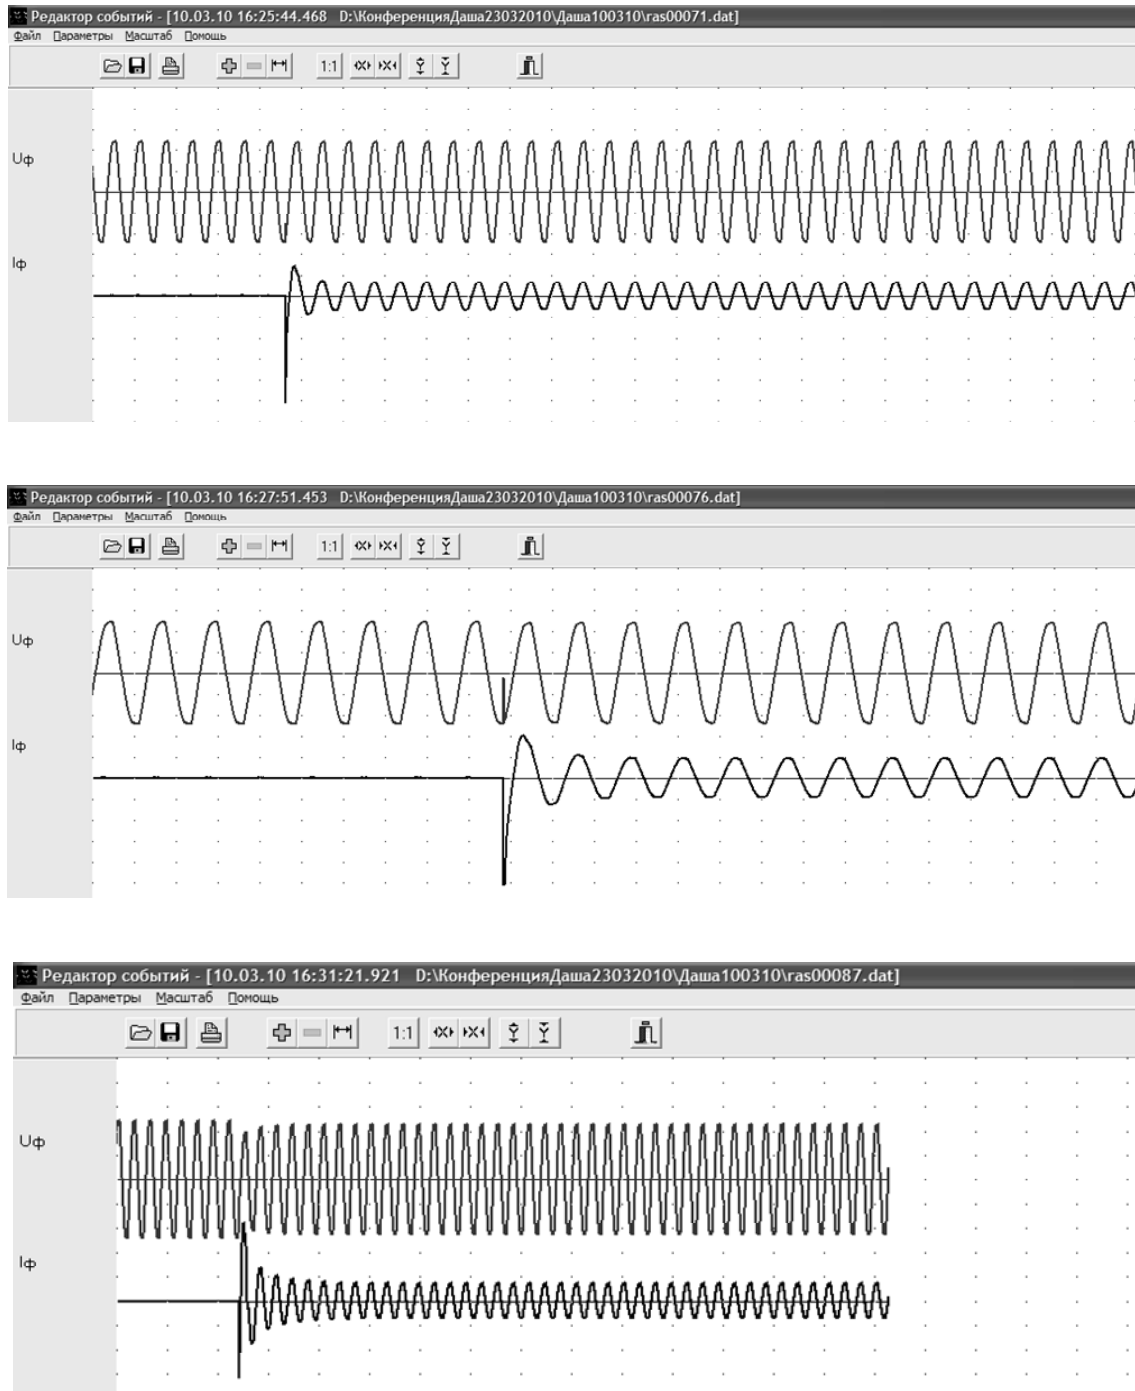 Редактор событий - [10.03.10 16:25:44.468 D:\КонференцияДаша23032010\Даша100310\ras00071.dat]
Файл Параметры Масштаб Помощь
1:1
Uф
Iф
Редактор событий - [10.03.10 16:27:51.453 D:\КонференцияДаша23032010\Даша100310\ras00076.dat]
Файл Параметры Масштаб Помощь
1:1
Uф
Iф
Редактор событий - [10.03.10 16:31:21.921 D:\КонференцияДаша23032010\Даша100310\ras00087.dat]
Файл Параметры Масштаб Помощь
1:1
Uф
Iф